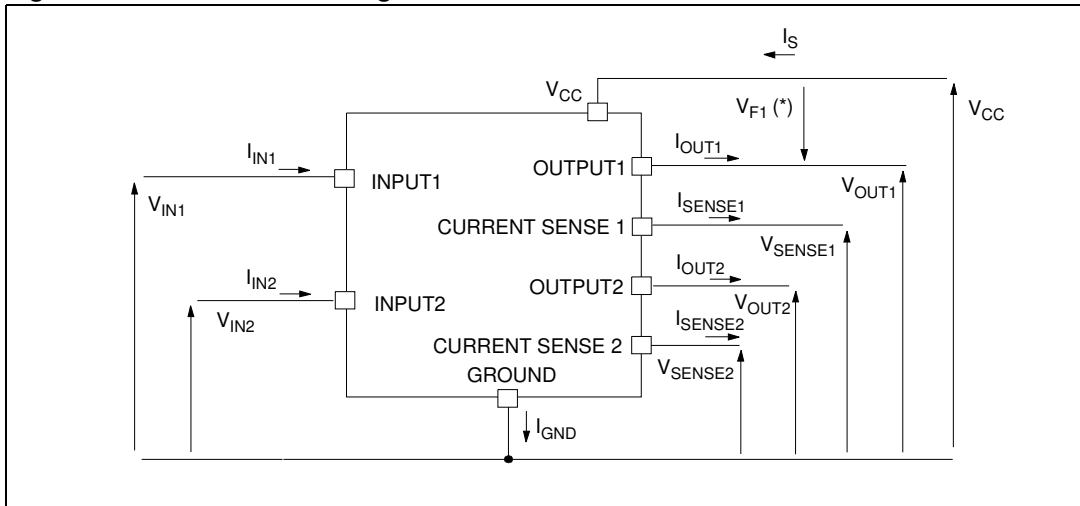 I_S
V_CC
V_F1 (*)
V_CC
I_IN1
I_OUT1
INPUT1
OUTPUT1
V_IN1
V_OUT1
I_SENSE1
CURRENT SENSE 1
V_SENSE1
I_IN2
I_OUT2
INPUT2
OUTPUT2
V_IN2
V_OUT2
I_SENSE2
CURRENT SENSE 2
V_SENSE2
GROUND
I_GND